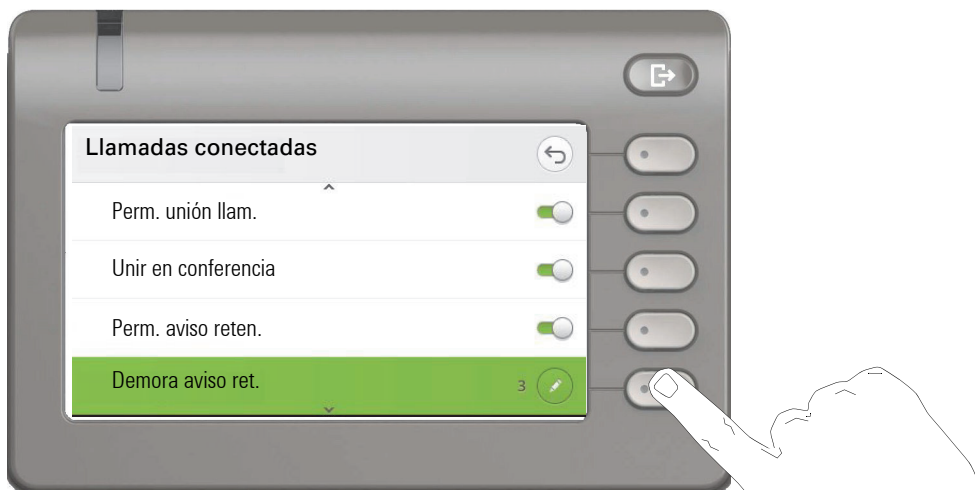 Llamadas conectadas
Perm. unión llam.
Unir en conferencia
Perm. aviso reten.
Demora aviso ret.
3